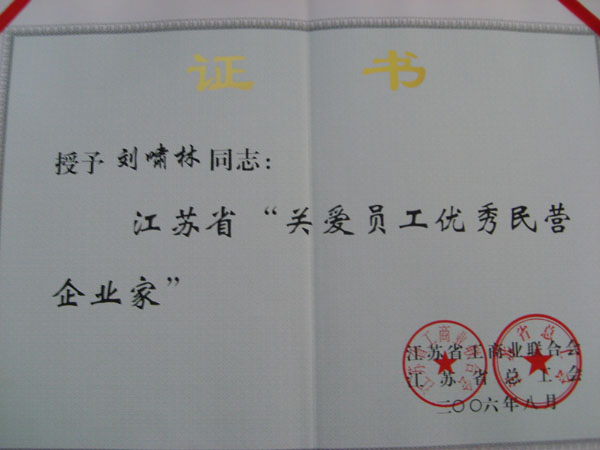 证书
授予刘啸林同志：
江苏省“关爱员工优秀民营
企业家”
江苏省工商业联合会
江苏省总工会
二〇〇六年八月